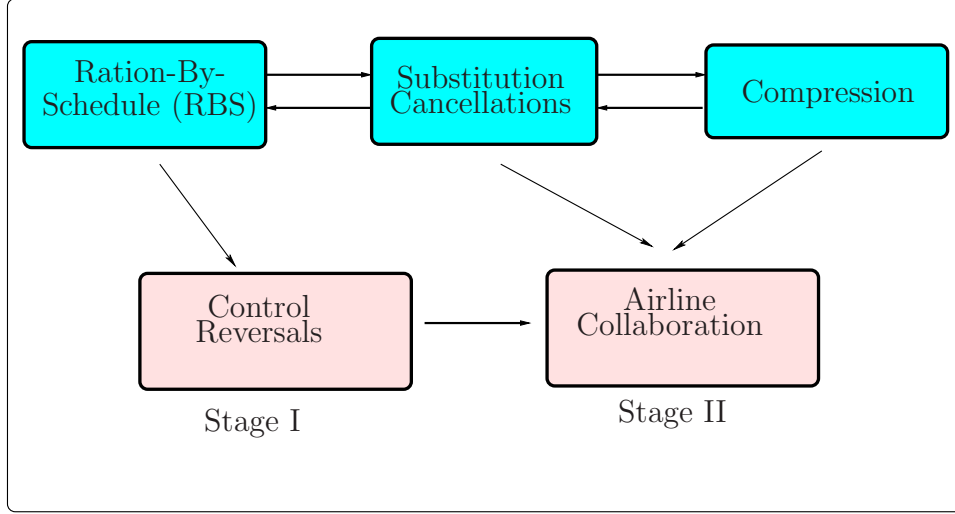 Ration-By-
Schedule (RBS)
Substitution
Cancellations
Compression
Control
Reversals
Airline
Collaboration
Stage I
Stage II